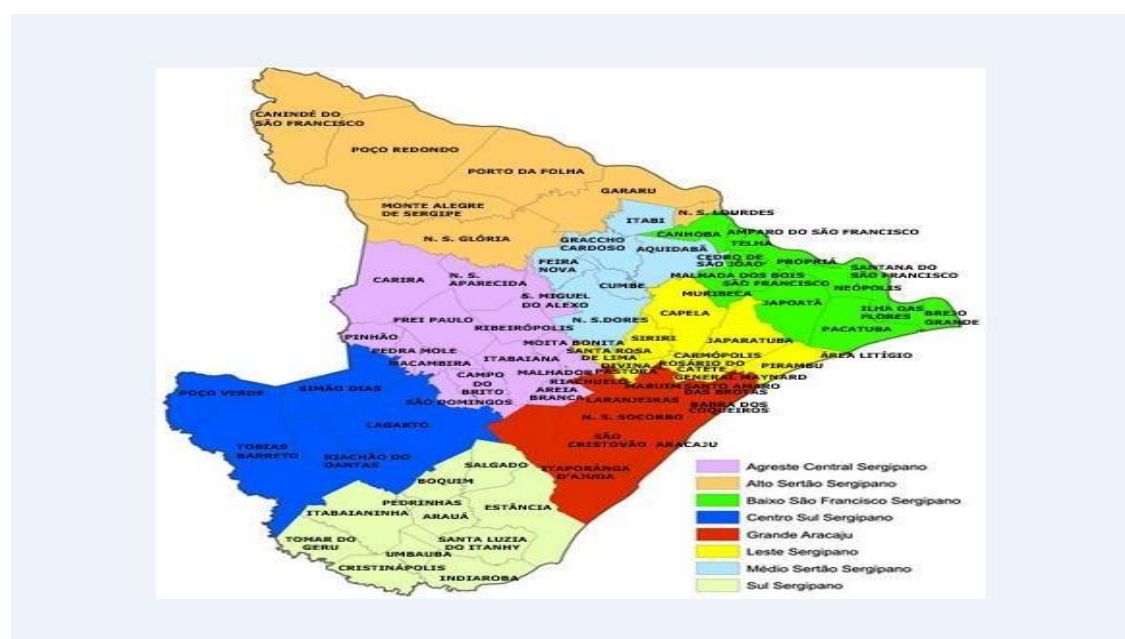 CANINDÉ DO
SÃO FRANCISCO
POÇO REDONDO
PORTO DA FOLHA
GARARU
MONTE ALEGRE
DE SERGIPE
N. S. LOURDES
ITABI
N. S. GLÓRIA
GRACCHO
CARDOSO
CANHOBA
AMPARO DO SÃO FRANCISCO
TELHA
AQUIDABÃ
CEDRO DE
SÃO JOÃO
PROPRIÁ
FEIRA
NOVA
CARIRA
N. S.
APARECIDA
MALHADA DOS BOIS
SÃO FRANCISCO
SANTANA DO
SÃO FRANCISCO
NEÓPOLIS
CUMBE
MURIBECA
JAPOATÃ
S. MIGUEL
DO ALEXO
ILHA DAS
FLORES
BREJO
GRANDE
CAPELA
FREI PAULO
N. S.DORES
RIBEIRÓPOLIS
PACATUBA
PINHÃO
MOITA BONITA
SIRIRI
JAPARATUBA
PEDRA MOLE
SANTA ROSA
DE LIMA
CARMÓPOLIS
ÁREA LITÍGIO
MACAMBIRA
ITABAIANA
DIVINA
PASTORA
ROSÁRIO DO
CATETE
PIRAMBU
CAMPO
DO
BRITO
MALHADOR
GENERAL MAYNARD
RIACHUELO
AREIA
BRANCA
MARUIM
SANTO AMARO
DAS BROTAS
POÇO VERDE
SIMÃO DIAS
SÃO DOMINGOS
LARANJEIRAS
BARRA DOS
COQUEIROS
N. S. SOCORRO
LAGARTO
SÃO
CRISTOVÃO
ARACAJU
TOBIAS
BARRETO
RIACHÃO DO
DANTAS
SALGADO
ITAPORANGA
D'AJUDA
BOQUIM
PEDRINHAS
ITABAIANINHA
ARAUÁ
ESTÂNCIA
TOMAR DO
GERU
SANTA LUZIA
DO ITANHY
UMBAUBA
CRISTINÁPOLIS
INDIAROBA
Agreste Central Sergipano
Alto Sertão Sergipano
Baixo São Francisco Sergipano
Centro Sul Sergipano
Grande Aracaju
Leste Sergipano
Médio Sertão Sergipano
Sul Sergipano